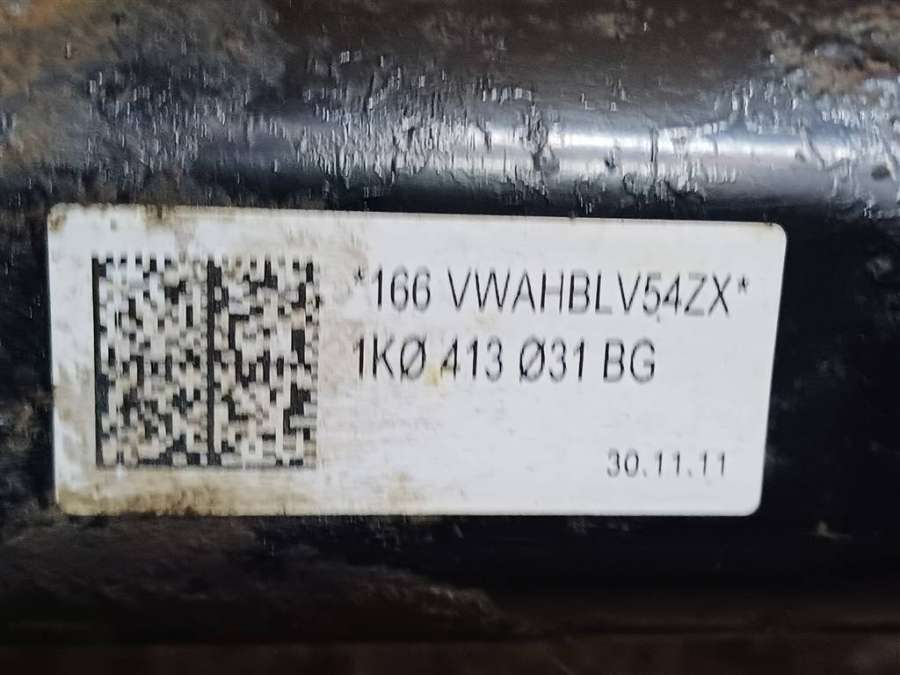 *166 VWAHBLV54ZX*
1KØ 413 Ø31 BG
30.11.11